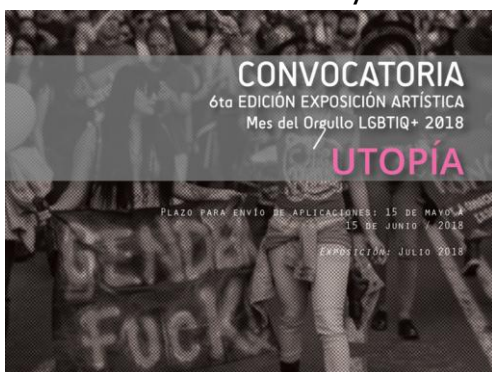 CONVOCATORIA
6ta EDICIÓN EXPOSICIÓN ARTÍSTICA
Mes del Orgullo LGBTIQ+ 2018
UTOPÍA
PLAZO PARA ENVÍO DE APLICACIONES: 15 DE MAYO A
15 DE JUNIO / 2018
EXPOSICIÓN: JULIO 2018
GENDER
FUCK